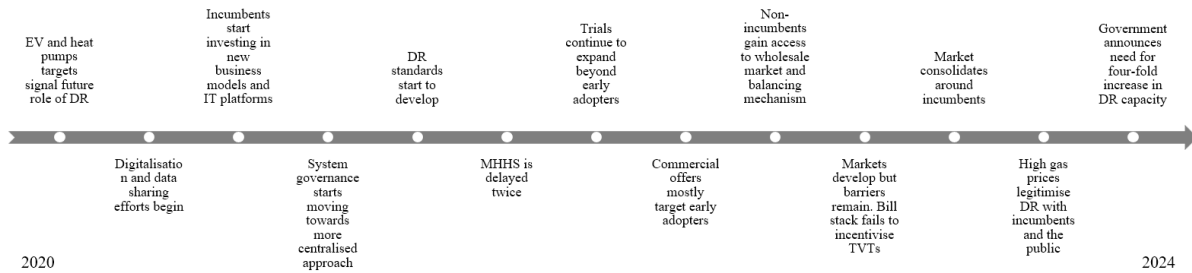 EV and heat
pumps
targets
signal future
role of DR
Digitalisatio
n and data
sharing
efforts begin
Incumbents
start
investing in
new
business
models and
IT platforms
System
governance
starts
moving
towards
more
centralised
approach
DR
standards
start to
develop
MHHS is
delayed
twice
Trials
continue to
expand
beyond
early
adopters
Commercial
offers
mostly
target early
adopters
Non-
incumbents
gain access
to wholesale
market and
balancing
mechanism
Markets
develop but
barriers
remain. Bill
stack fails to
incentivise
TVTs
Market
consolidates
around
incumbents
High gas
prices
legitimise
DR with
incumbents
and the
public
Government
announces
need for
four-fold
increase in
DR capacity
2020
2024